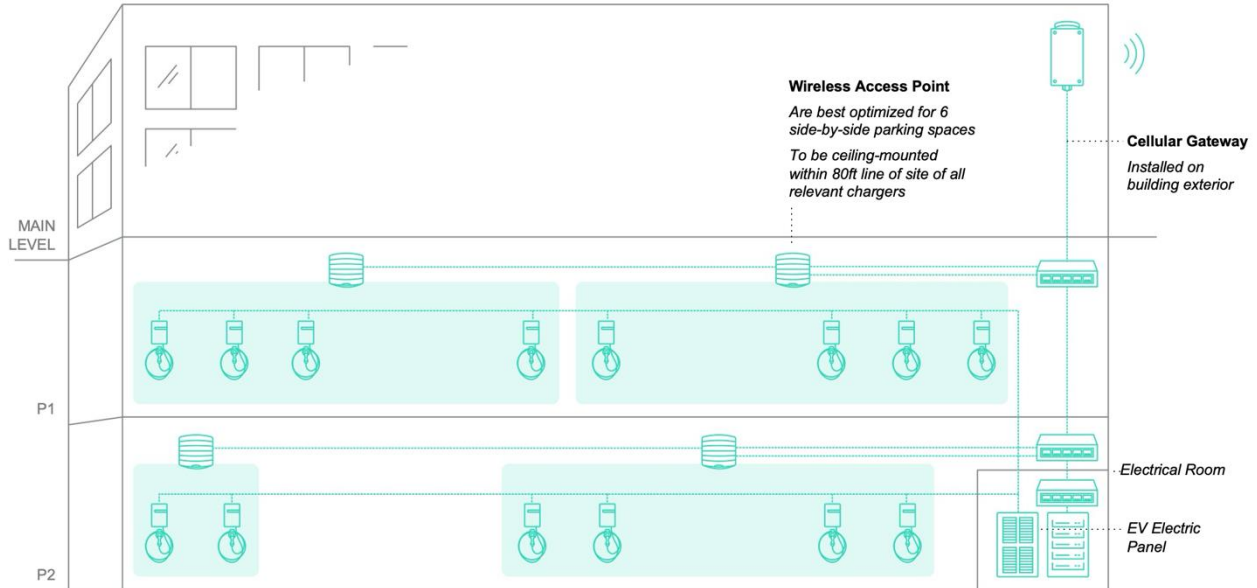 Wireless Access Point
Are best optimized for 6
side-by-side parking spaces
To be ceiling-mounted
within 80ft line of site of all
relevant chargers
Cellular Gateway
Installed on
building exterior
MAIN
LEVEL
P1
Electrical Room
EV Electric
Panel
P2